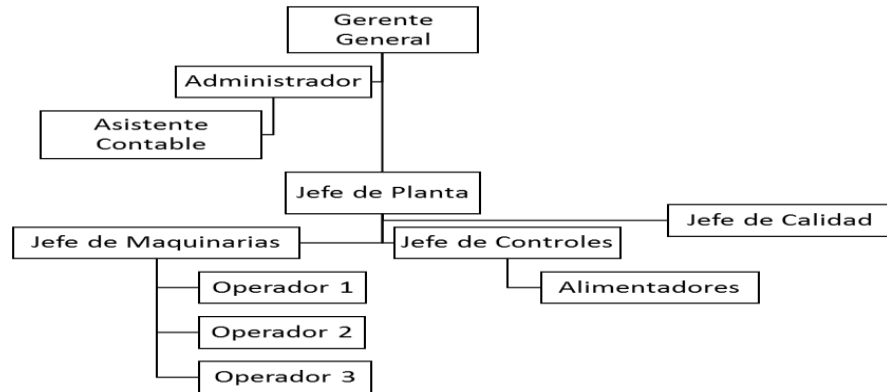 Gerente
General
Administrador
Asistente
Contable
Jefe de Planta
Jefe de Calidad
Jefe de Maquinarias
Jefe de Controles
Operador 1
Alimentadores
Operador 2
Operador 3